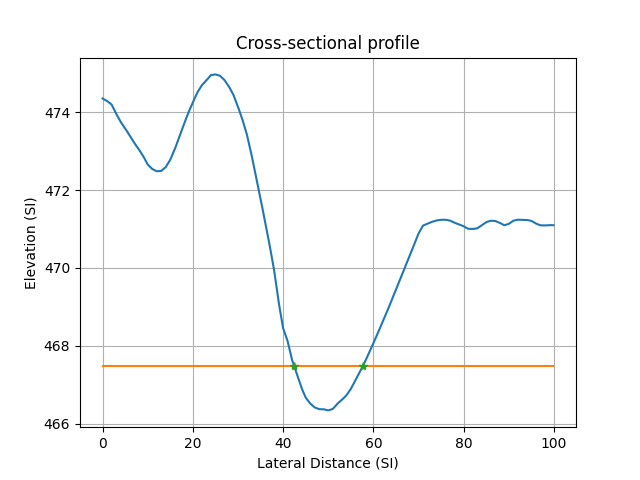 Cross-sectional profile
Elevation (SI)
474
472
470
468
466
0 20 40 60 80 100
Lateral Distance (SI)